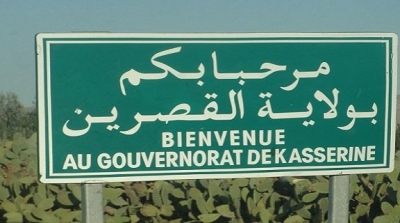 مرحبا بكم
بولاية القصرين
BIENVENUE
AU GOUVERNORAT DE KASSERINE